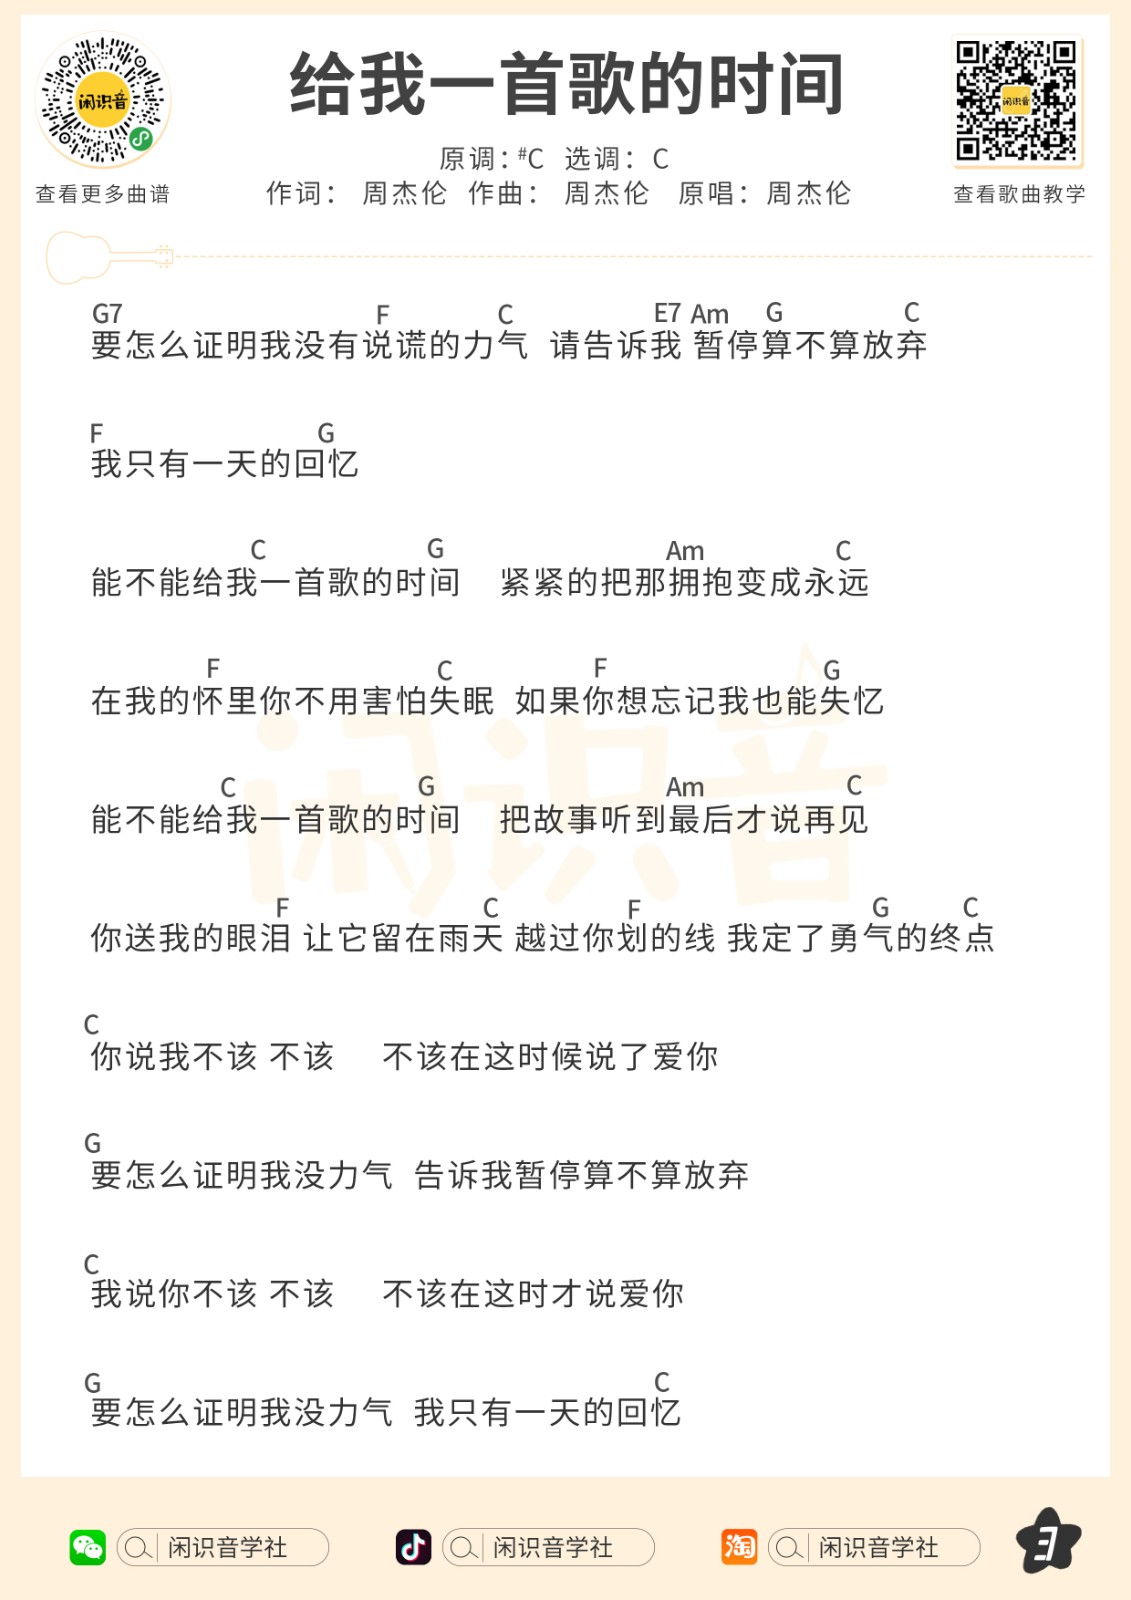 闲识音
查看更多曲谱
给我一首歌的时间
原调：#C 选调：C
作词： 周杰伦 作曲： 周杰伦 原唱：周杰伦
闲识音
查看歌曲教学
G7 F C E7 Am G C
要怎么证明我没有说谎的力气 请告诉我 暂停算不算放弃
F G
我只有一天的回忆
C G Am C
能不能给我一首歌的时间 紧紧的把那拥抱变成永远
F C F G
在我的怀里你不用害怕失眠 如果你想忘记我也能失忆
C G Am C
能不能给我一首歌的时间 把故事听到最后才说再见
F C F G C
你送我的眼泪 让它留在雨天 越过你划的线 我定了勇气的终点
C
你说我不该 不该 不该在这时候说了爱你
G
要怎么证明我没力气 告诉我暂停算不算放弃
C
我说你不该 不该 不该在这时才说爱你
G C
要怎么证明我没力气 我只有一天的回忆
闲识音
闲识音学社
闲识音学社
淘 闲识音学社
3